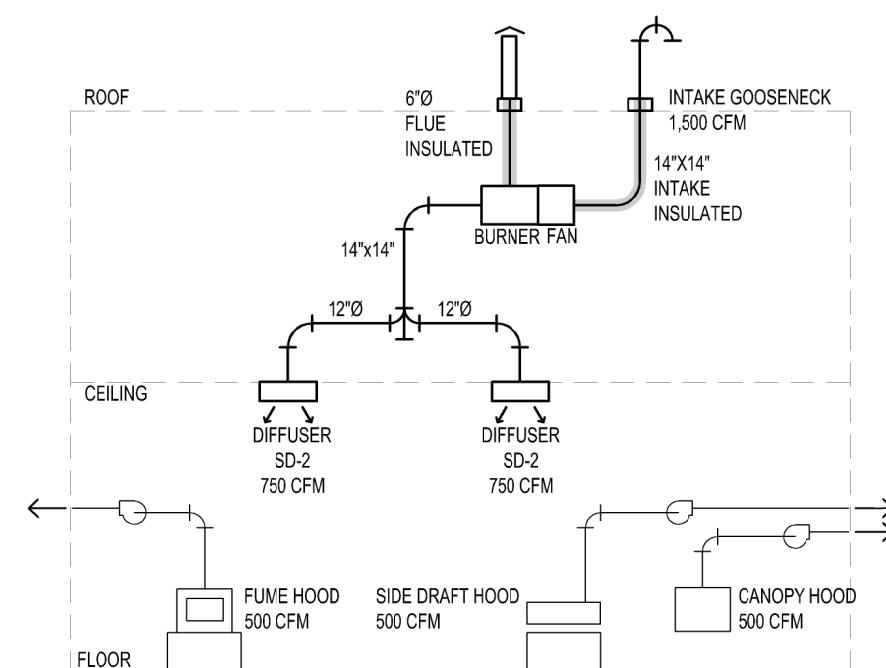 ROOF
6"Ø
FLUE
INSULATED
INTAKE GOOSENECK
1,500 CFM
14"X14"
INTAKE
INSULATED
BURNER FAN
14"x14"
12"Ø
12"Ø
CEILING
DIFFUSER
SD-2
750 CFM
DIFFUSER
SD-2
750 CFM
FUME HOOD
500 CFM
SIDE DRAFT HOOD
500 CFM
CANOPY HOOD
500 CFM
FLOOR